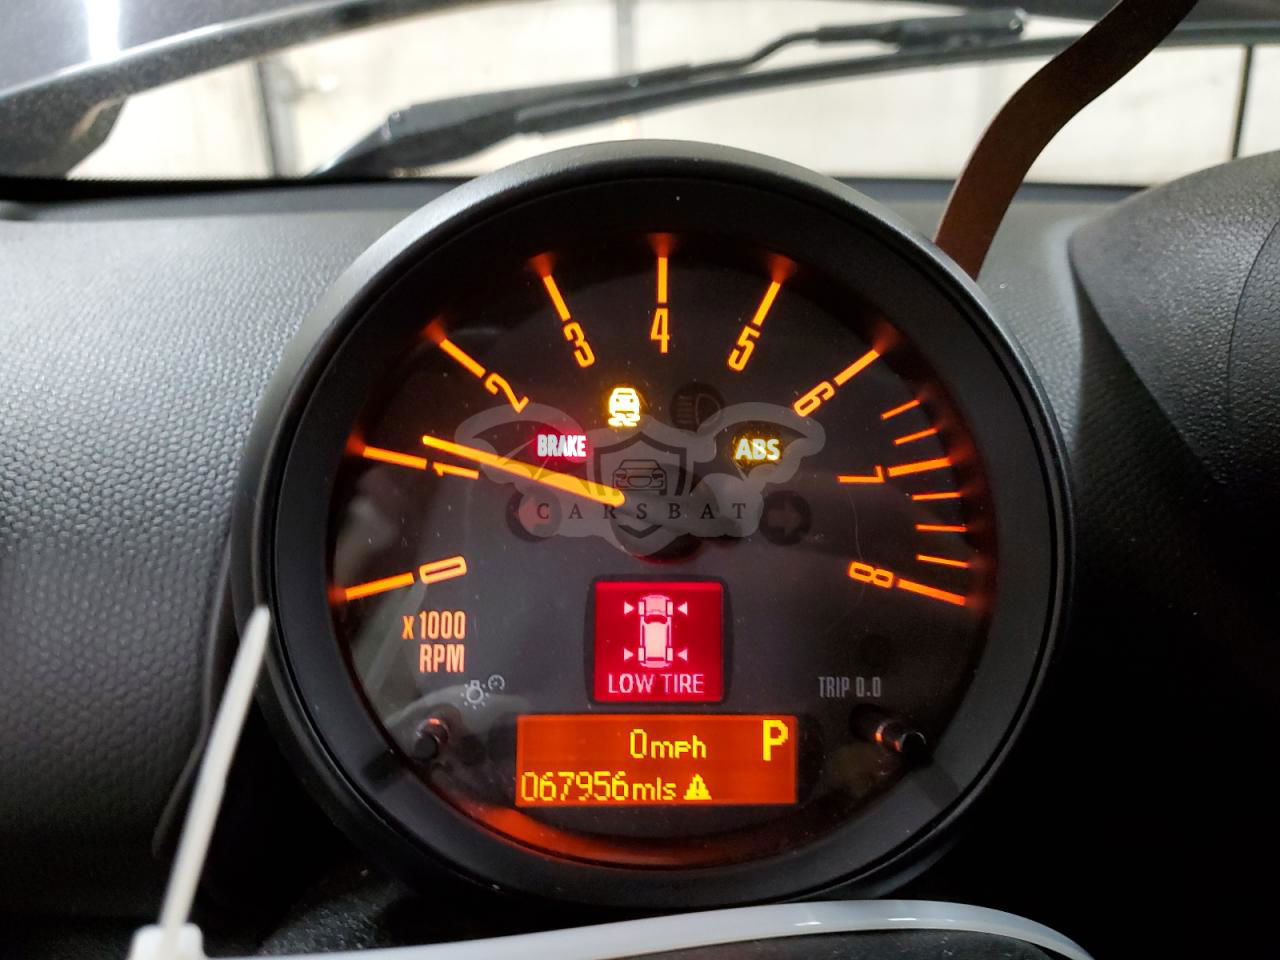 4
3
5
2
6
BRAKE
ABS
1
7
CARSBAT
0
8
x 1000
RPM
LOW TIRE
TRIP 0.0
0mph P
067956mls